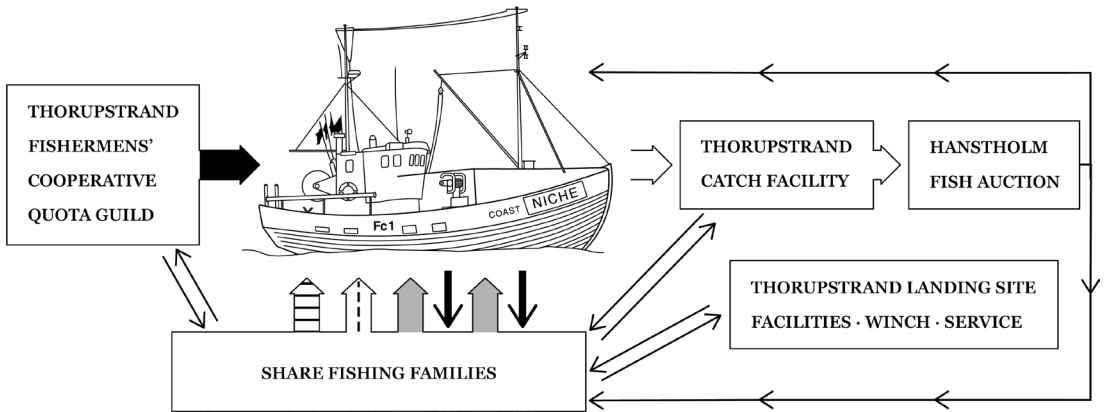 THORUPSTRAND
FISHERMENS’
COOPERATIVE
QUOTA GUILD
COAST NICHE
Fc1
THORUPSTRAND
CATCH FACILITY
HANSTHOLM
FISH AUCTION
THORUPSTRAND LANDING SITE
FACILITIES · WINCH · SERVICE
SHARE FISHING FAMILIES